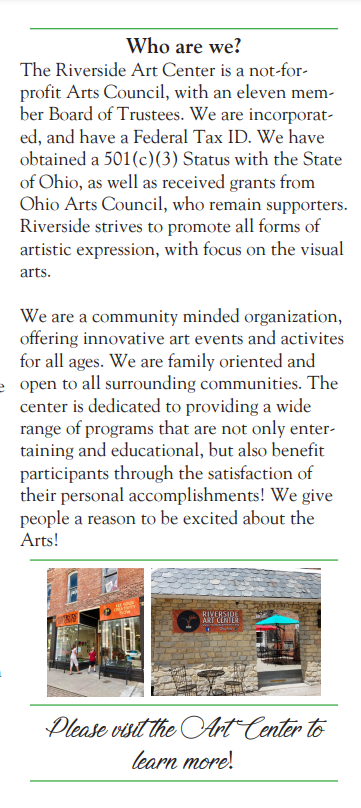 Who are we?
The Riverside Art Center is a not-for-
profit Arts Council, with an eleven mem-
ber Board of Trustees. We are incorporat-
ed, and have a Federal Tax ID. We have
obtained a 501(c)(3) Status with the State
of Ohio, as well as received grants from
Ohio Arts Council, who remain supporters.
Riverside strives to promote all forms of
artistic expression, with focus on the visual
arts.
We are a community minded organization,
offering innovative art events and activites
for all ages. We are family oriented and
open to all surrounding communities. The
center is dedicated to providing a wide
range of programs that are not only enter-
taining and educational, but also benefit
participants through the satisfaction of
their personal accomplishments! We give
people a reason to be excited about the
Arts!
RIVERSIDE
ART CENTER
Please visit the Art Center to
learn more!